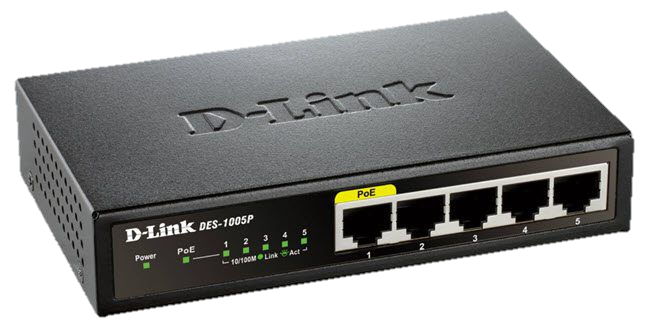 D-Link
PoE
D-Link DES-1005P
Power
PoE
1 2 3 4 5
10/100M Link Act
1 2 3 4 5